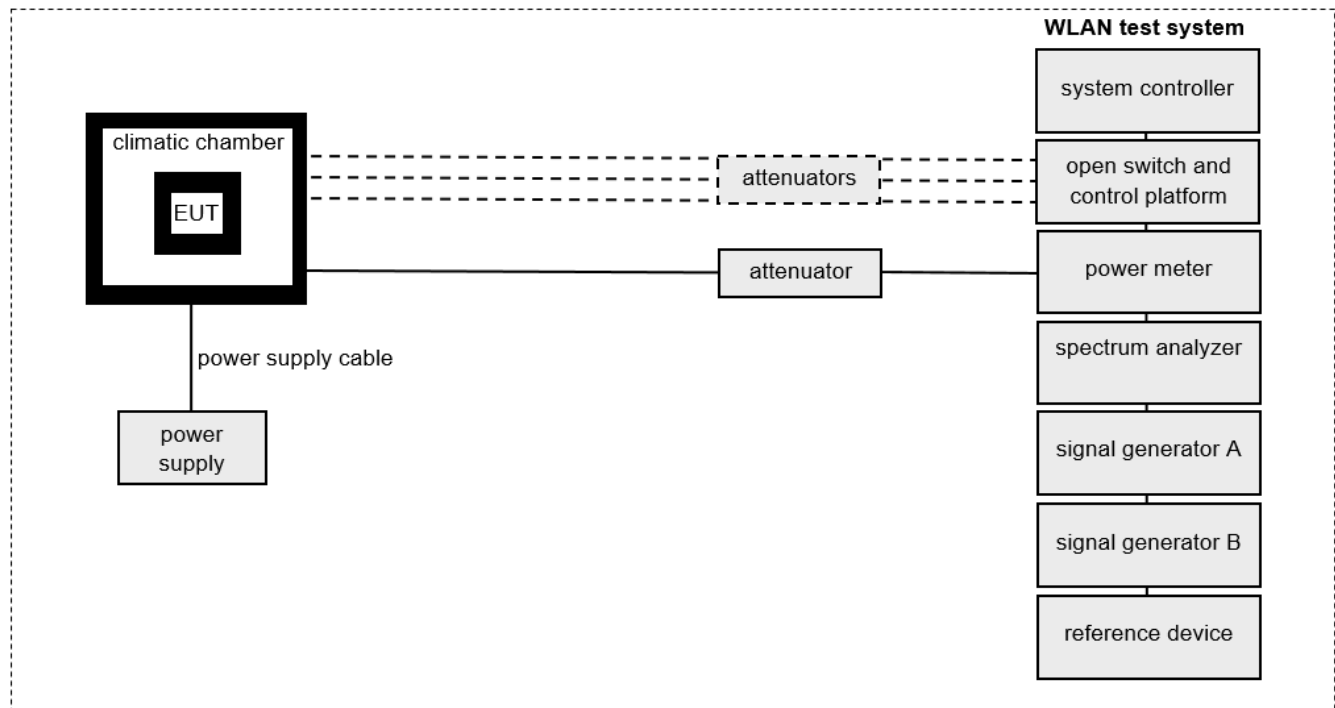 WLAN test system
system controller
climatic chamber
EUT
attenuators
open switch and
control platform
attenuator
power meter
power supply cable
spectrum analyzer
power
supply
signal generator A
signal generator B
reference device